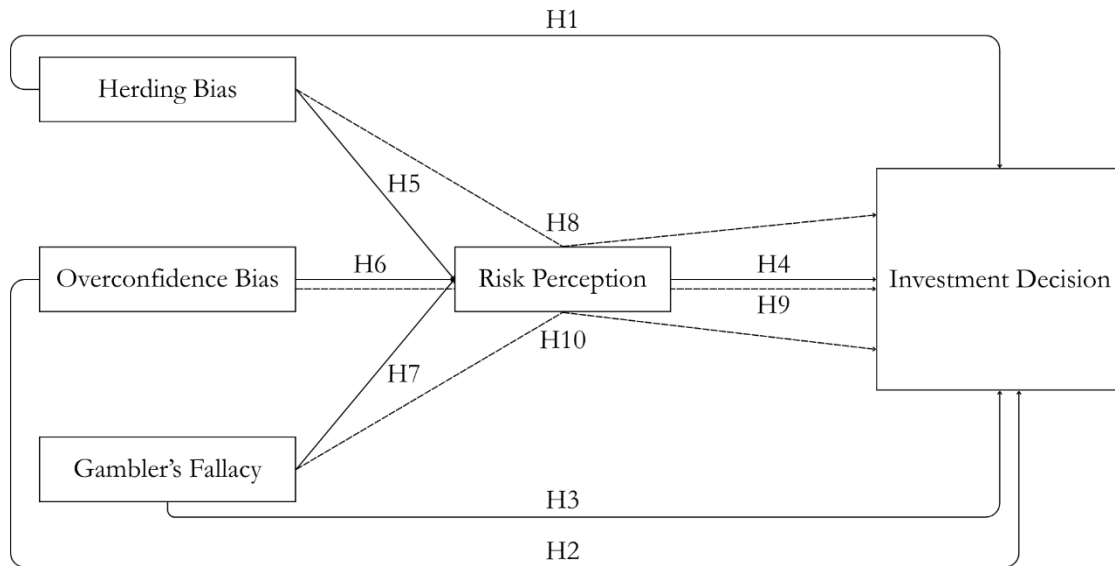 H1
Herding Bias
H5
H8
Overconfidence Bias
H6
Risk Perception
H4
Investment Decision
H9
H10
H7
Gambler’s Fallacy
H3
H2